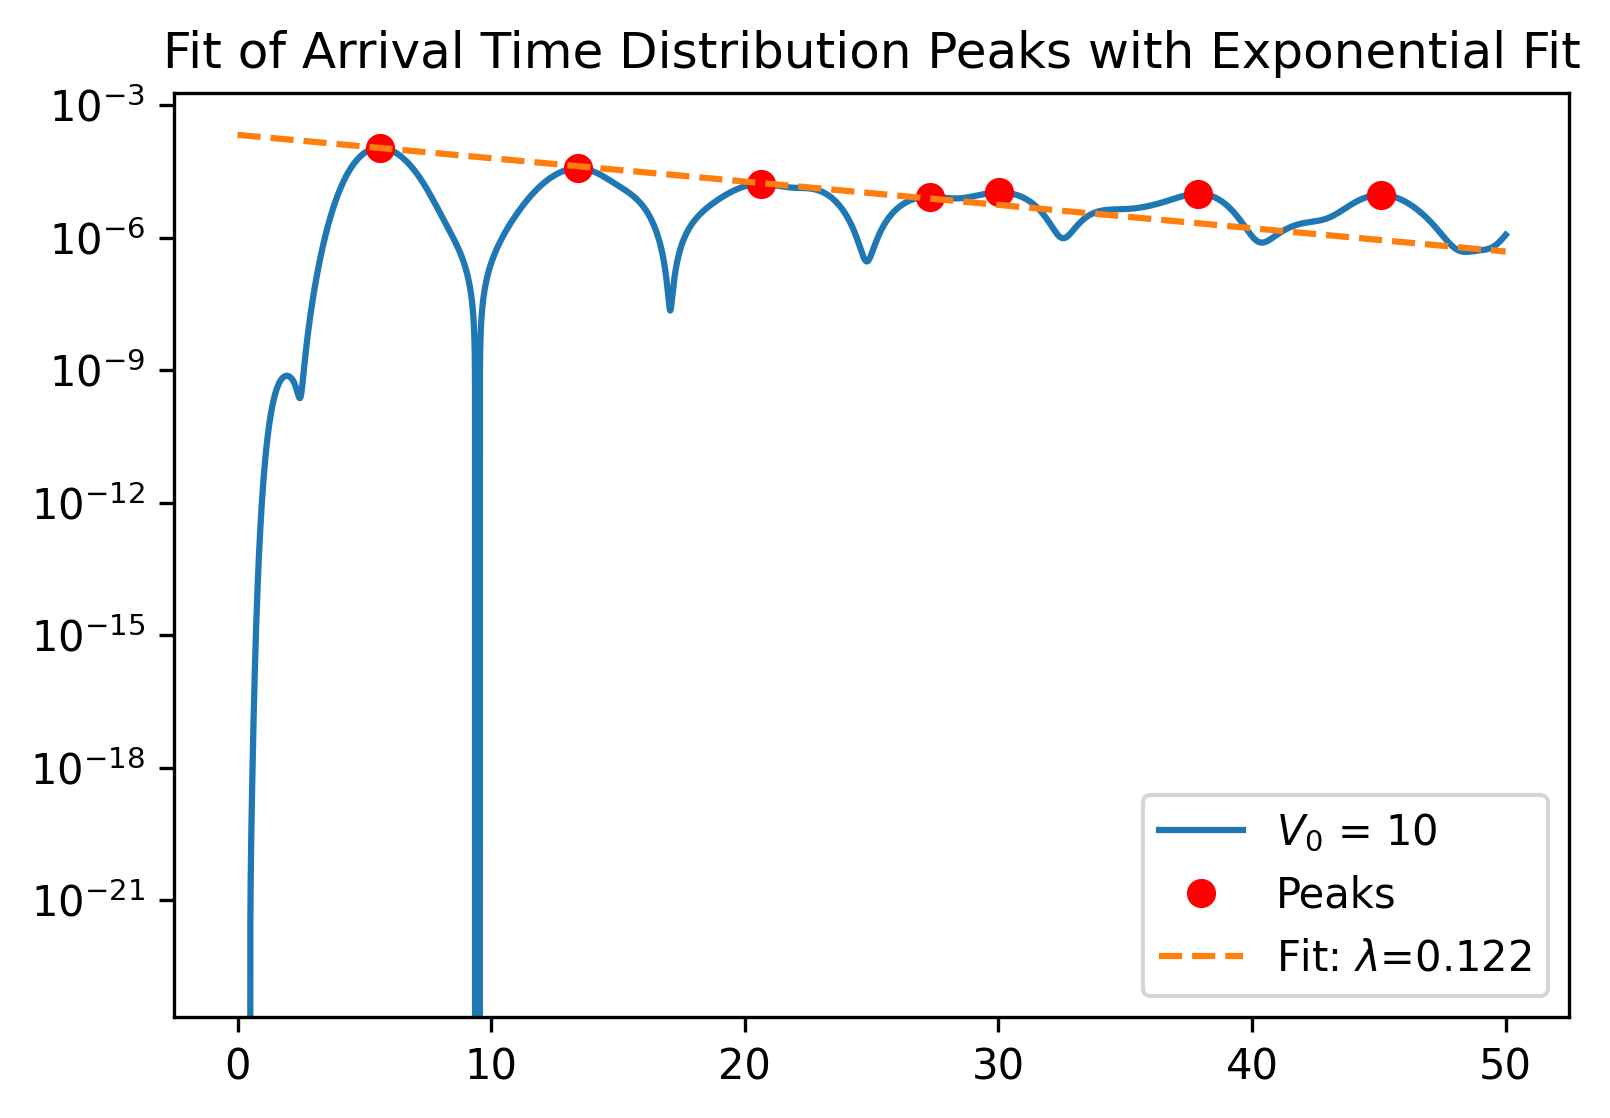 Fit of Arrival Time Distribution Peaks with Exponential Fit
10⁻³
10⁻⁶
10⁻⁹
10⁻¹²
10⁻¹⁵
10⁻¹⁸
10⁻²¹
V₀ = 10
Peaks
Fit: λ=0.122
0 10 20 30 40 50